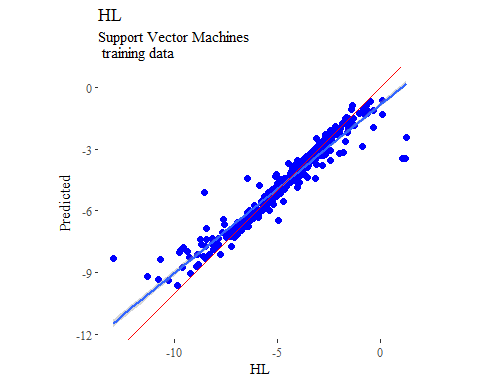 HL
Support Vector Machines
training data
0
-3
-6
-9
-12
Predicted
-10
-5
0
HL